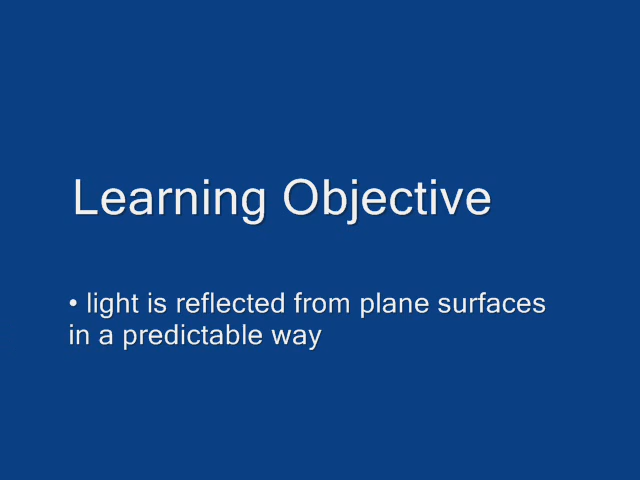 Learning Objective
• light is reflected from plane surfaces
in a predictable way